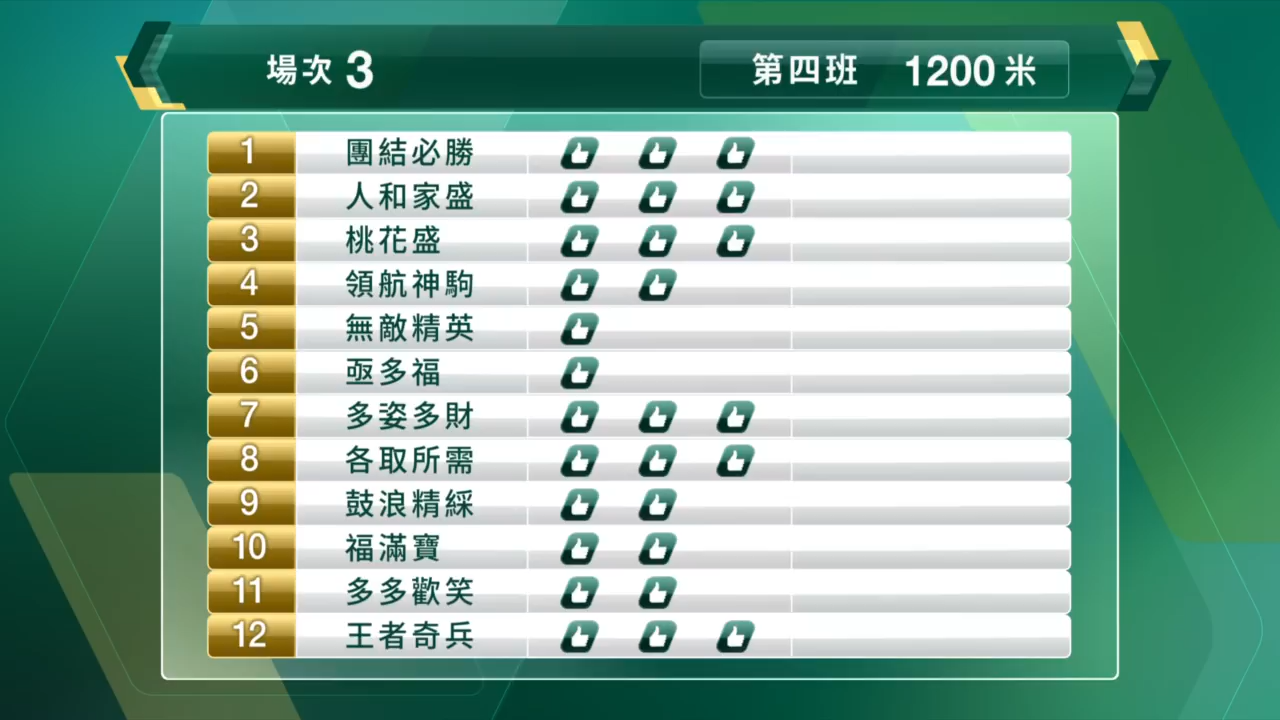 場次 3 第四班 1200 米
1 團結必勝
2 人和家盛
3 桃花盛
4 領航神駒
5 無敵精英
6 亟多福
7 多姿多財
8 各取所需
9 鼓浪精綵
10 福滿寶
11 多多歡笑
12 王者奇兵